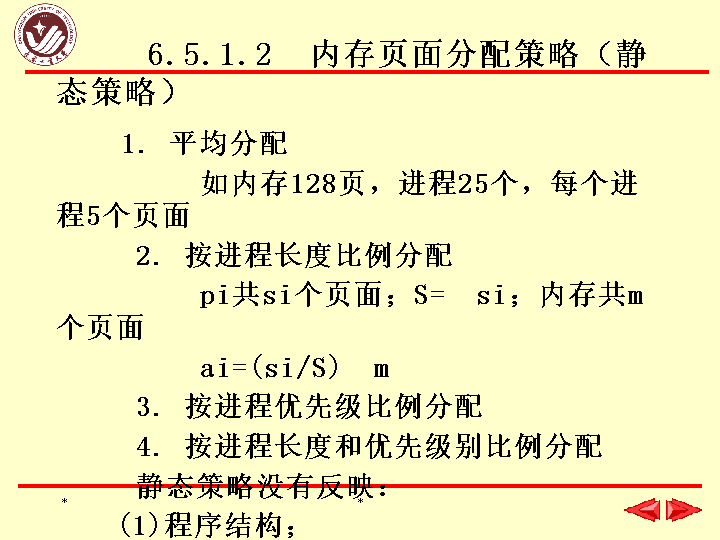 6.5.1.2 内存页面分配策略（静
态策略）
1. 平均分配
如内存128页，进程25个，每个进
程5个页面
2. 按进程长度比例分配
pi共si个页面；S= si；内存共m
个页面
ai=(si/S) m
3. 按进程优先级比例分配
4. 按进程长度和优先级别比例分配
静态策略没有反映：
* *
(1)程序结构；